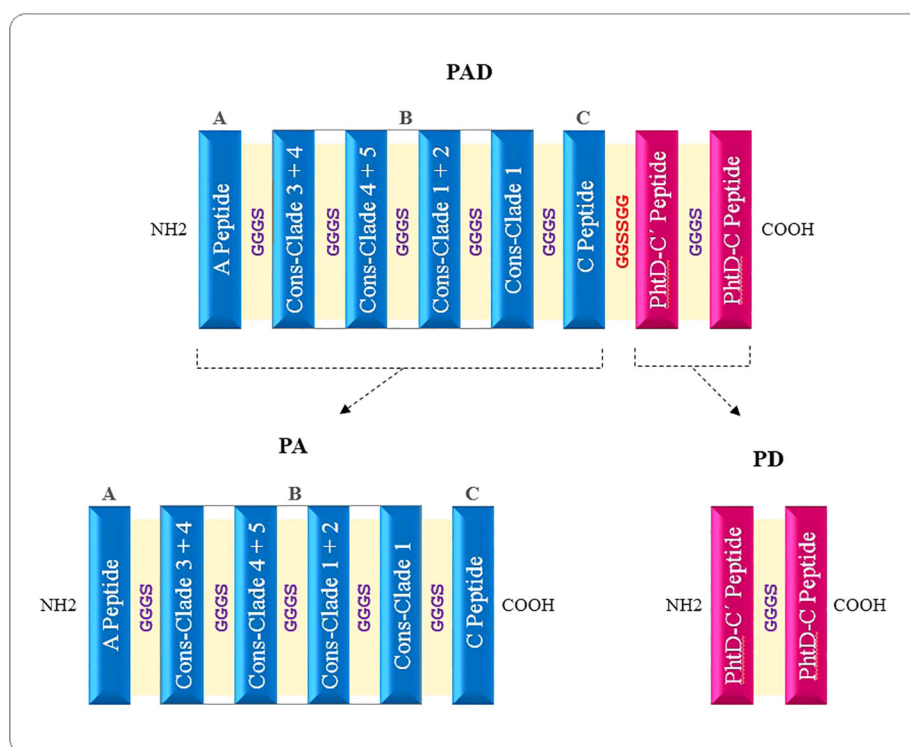 PAD
A B C
NH2 A Peptide GGGS Cons-Clade 3 + 4 GGGS Cons-Clade 4 + 5 GGGS Cons-Clade 1 + 2 GGGS Cons-Clade 1 GGGS C Peptide GGSSGG PhtD-C´ Peptide GGGS PhtD-C Peptide COOH
PA
A B C
NH2 A Peptide GGGS Cons-Clade 3 + 4 GGGS Cons-Clade 4 + 5 GGGS Cons-Clade 1 + 2 GGGS Cons-Clade 1 GGGS C Peptide COOH
PD
NH2 PhtD-C´ Peptide GGGS PhtD-C Peptide COOH